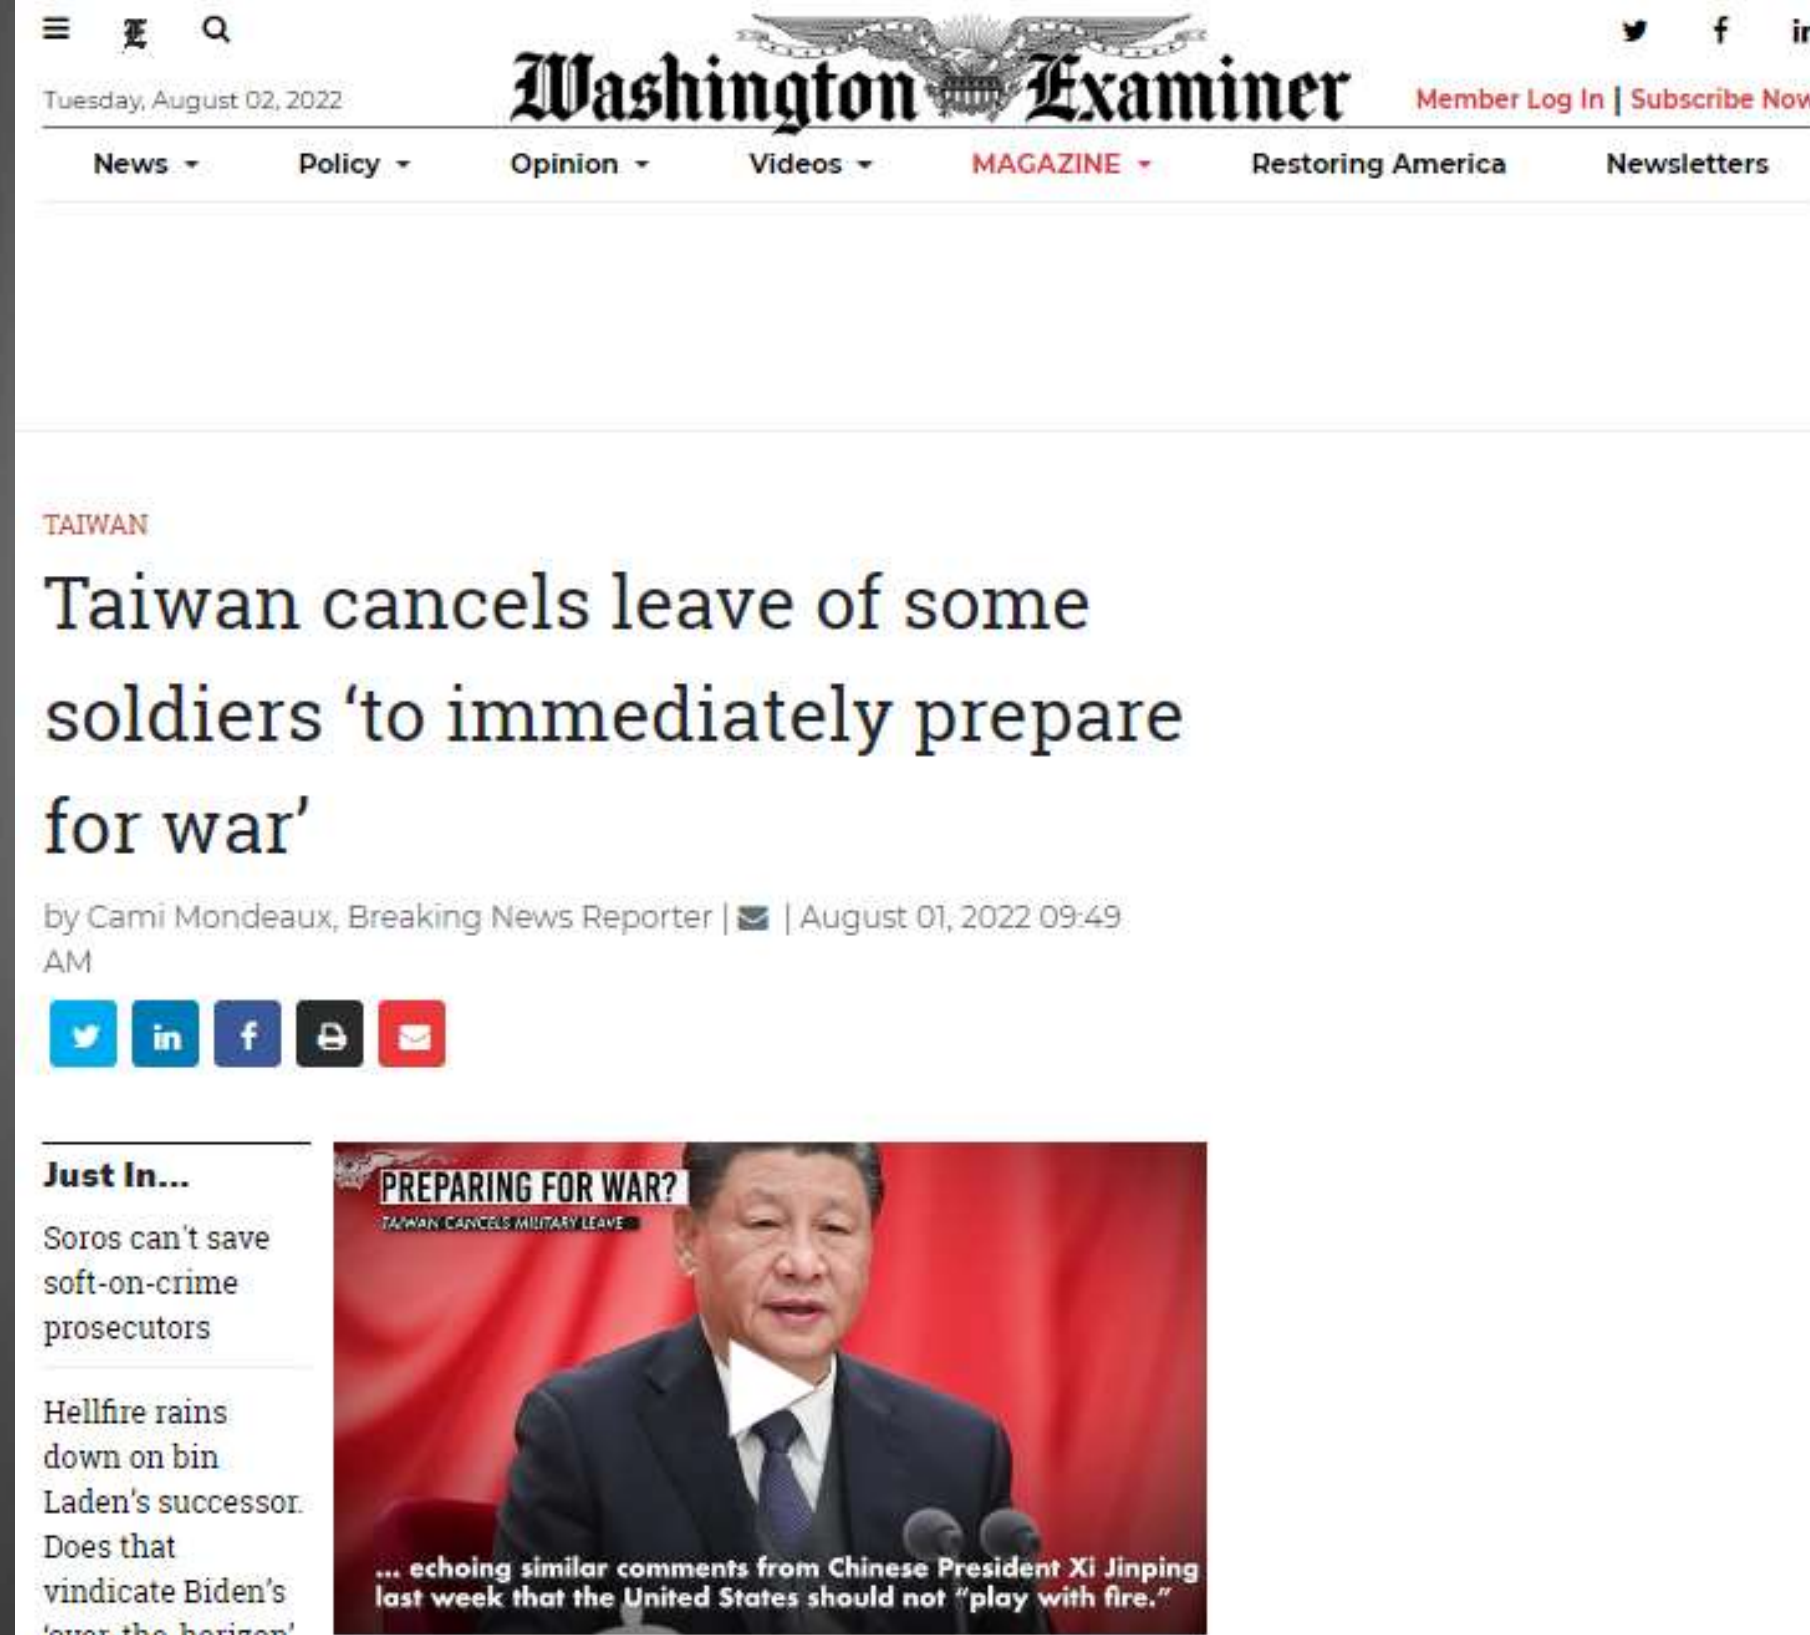 Tuesday, August 02, 2022
Washington Examiner
Member Log In | Subscribe Now
News
Policy
Opinion
Videos
MAGAZINE
Restoring America
Newsletters
TAIWAN
Taiwan cancels leave of some
soldiers ‘to immediately prepare
for war’
by Cami Mondeaux, Breaking News Reporter | | August 01, 2022 09:49
AM
Just In...
Soros can't save
soft-on-crime
prosecutors
Hellfire rains
down on bin
Laden's successor.
Does that
vindicate Biden's
'over-the-horizon'
PREPARING FOR WAR?
TAIWAN CANCELS MILITARY LEAVE
... echoing similar comments from Chinese President Xi Jinping
last week that the United States should not “play with fire.”